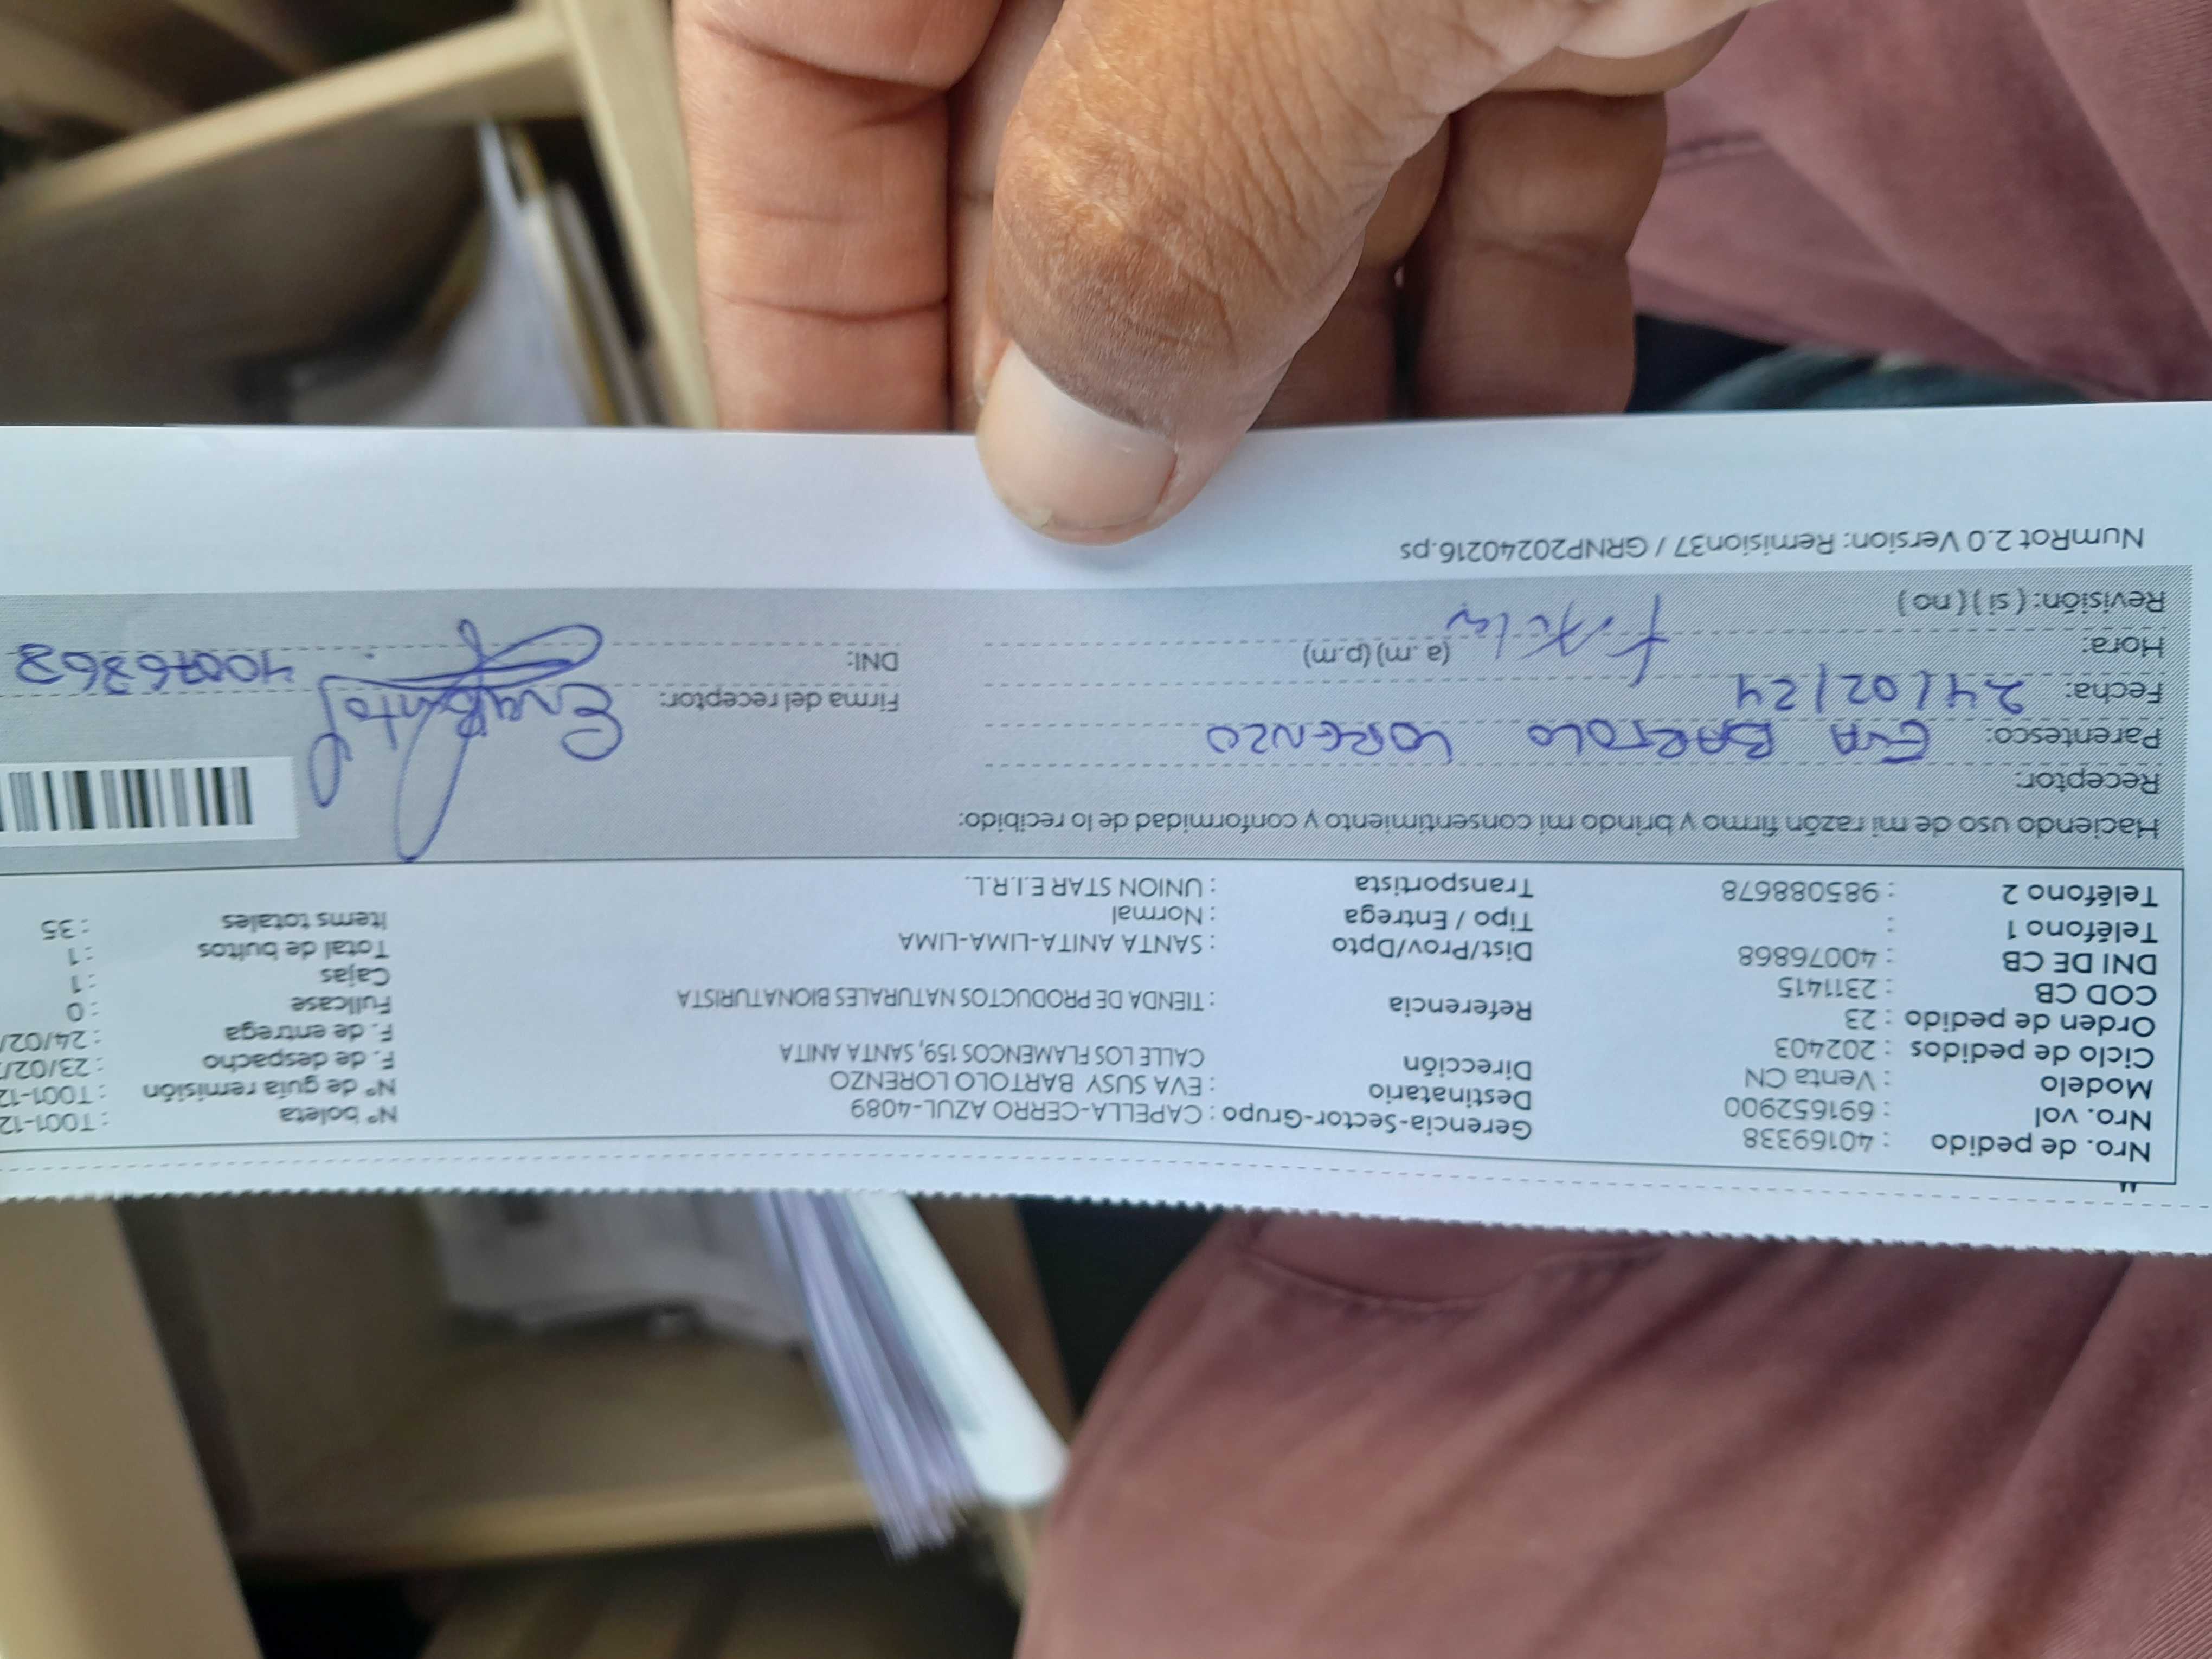 Nro. de pedido : 40169338
Nro. vol : 691652900
Modelo : Venta CN
Ciclo de pedidos : 202403
Orden de pedido : 23
COD CB : 2311415
DNI DE CB : 40076868
Teléfono 1 :
Teléfono 2 : 985088678
Gerencia-Sector-Grupo : CAPELLA-CERRO AZUL-4089
Destinatario : EVA SUSY BARTOLO LORENZO
Dirección CALLE LOS FLAMENCOS 159, SANTA ANITA
Referencia : TIENDA DE PRODUCTOS NATURALES BIONATURISTA
Dist/Prov/Dpto : SANTA ANITA-LIMA-LIMA
Tipo / Entrega : Normal
Transportista : UNION STAR E.I.R.L.
Nº boleta : T001-12
Nº de guía remisión : T001-12
F. de despacho : 23/02/
F. de entrega : 24/02/
Fullcase : 0
Cajas : 1
Total de bultos : 1
Items totales : 35
Haciendo uso de mi razón firmo y brindo mi consentimiento y conformidad de lo recibido:
Receptor:
Parentesco: EVA BARTOLO LORENZO
Fecha: 24/02/24
Hora: (a.m) (p.m)
Revisión: ( si ) ( no )
Firma del receptor:
DNI: 40076868
NumRot 2.0 Version: Remision37 / GRNP20240216.ps